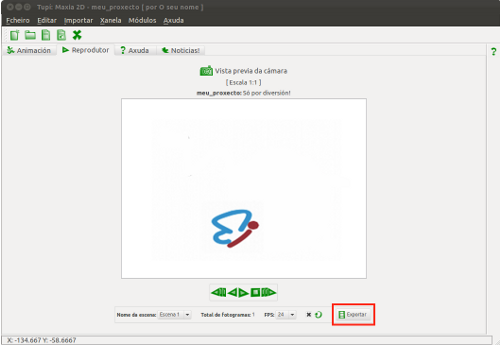 Tupi: Maxia 2D - meu_proxecto [ por O seu nome ]
Ficheiro Editar Importar Xanela Módulos Axuda
Animación Reprodutor ? Axuda Noticias! ?
Vista previa da cámara
[ Escala 1:1 ]
meu_proxecto: Só por diversión!
Nome da escena: Escena 1 Total de fotogramas: 1 FPS: 24 Exportar
X: -134.667 Y: -58.6667